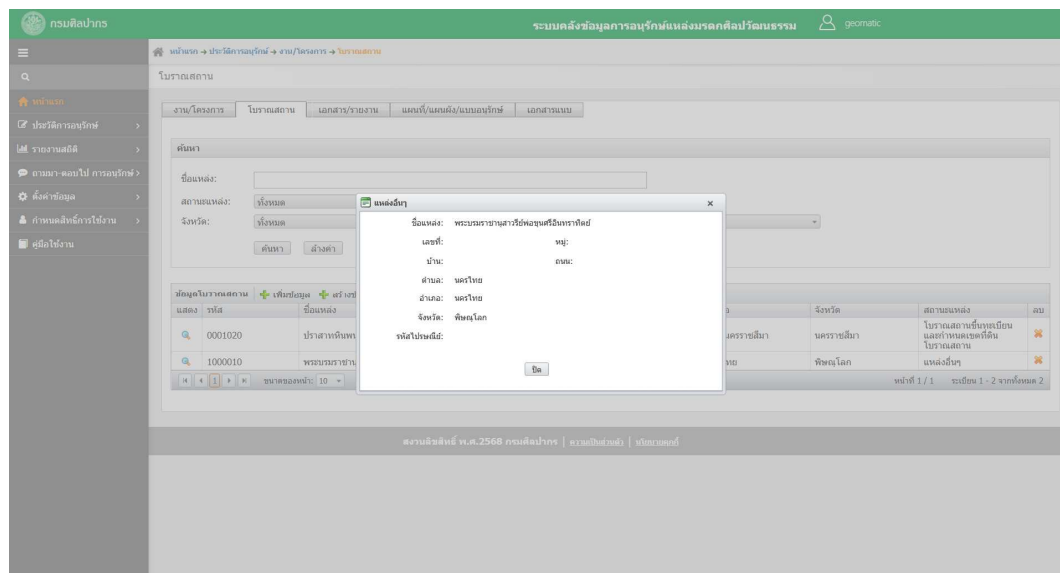 กรมศิลปากร
ระบบคลังข้อมูลการอนุรักษ์แหล่งมรดกศิลปวัฒนธรรม geomatic
หน้าแรก → ประวัติการอนุรักษ์ → งาน/โครงการ → โบราณสถาน
โบราณสถาน
หน้าแรก
ประวัติการอนุรักษ์
รายงานสถิติ
ถามมา-ตอบไป การอนุรักษ์
ตั้งค่าข้อมูล
กำหนดสิทธิ์การใช้งาน
คู่มือใช้งาน
งาน/โครงการ โบราณสถาน เอกสาร/รายงาน แผนที่/แผนผัง/แบบอนุรักษ์ เอกสารแนบ
ค้นหา
ชื่อแหล่ง:
สถานะแหล่ง: ทั้งหมด
จังหวัด: ทั้งหมด
ค้นหา ล้างค่า
แหล่งอื่นๆ
ชื่อแหล่ง: พระบรมราชานุสาวรีย์พ่อขุนศรีอินทราทิตย์
เลขที่: หมู่:
บ้าน: ถนน:
ตำบล: นครไทย
อำเภอ: นครไทย
จังหวัด: พิษณุโลก
รหัสไปรษณีย์:
ปิด
ข้อมูลโบราณสถาน เพิ่มข้อมูล
แสดง รหัส ชื่อแหล่ง จังหวัด สถานะแหล่ง ลบ
0001020 ปราสาทหินพ นครราชสีมา โบราณสถานขึ้นทะเบียน
และกำหนดเขตที่ดิน
โบราณสถาน
1000010 พระบรมราชานุ พิษณุโลก แหล่งอื่นๆ
1 ขนาดของหน้า: 10 หน้าที่ 1 / 1 ระเบียน 1 - 2 จากทั้งหมด 2
สงวนลิขสิทธิ์ พ.ศ.2568 กรมศิลปากร | ความเป็นส่วนตัว | นโยบายคุกกี้